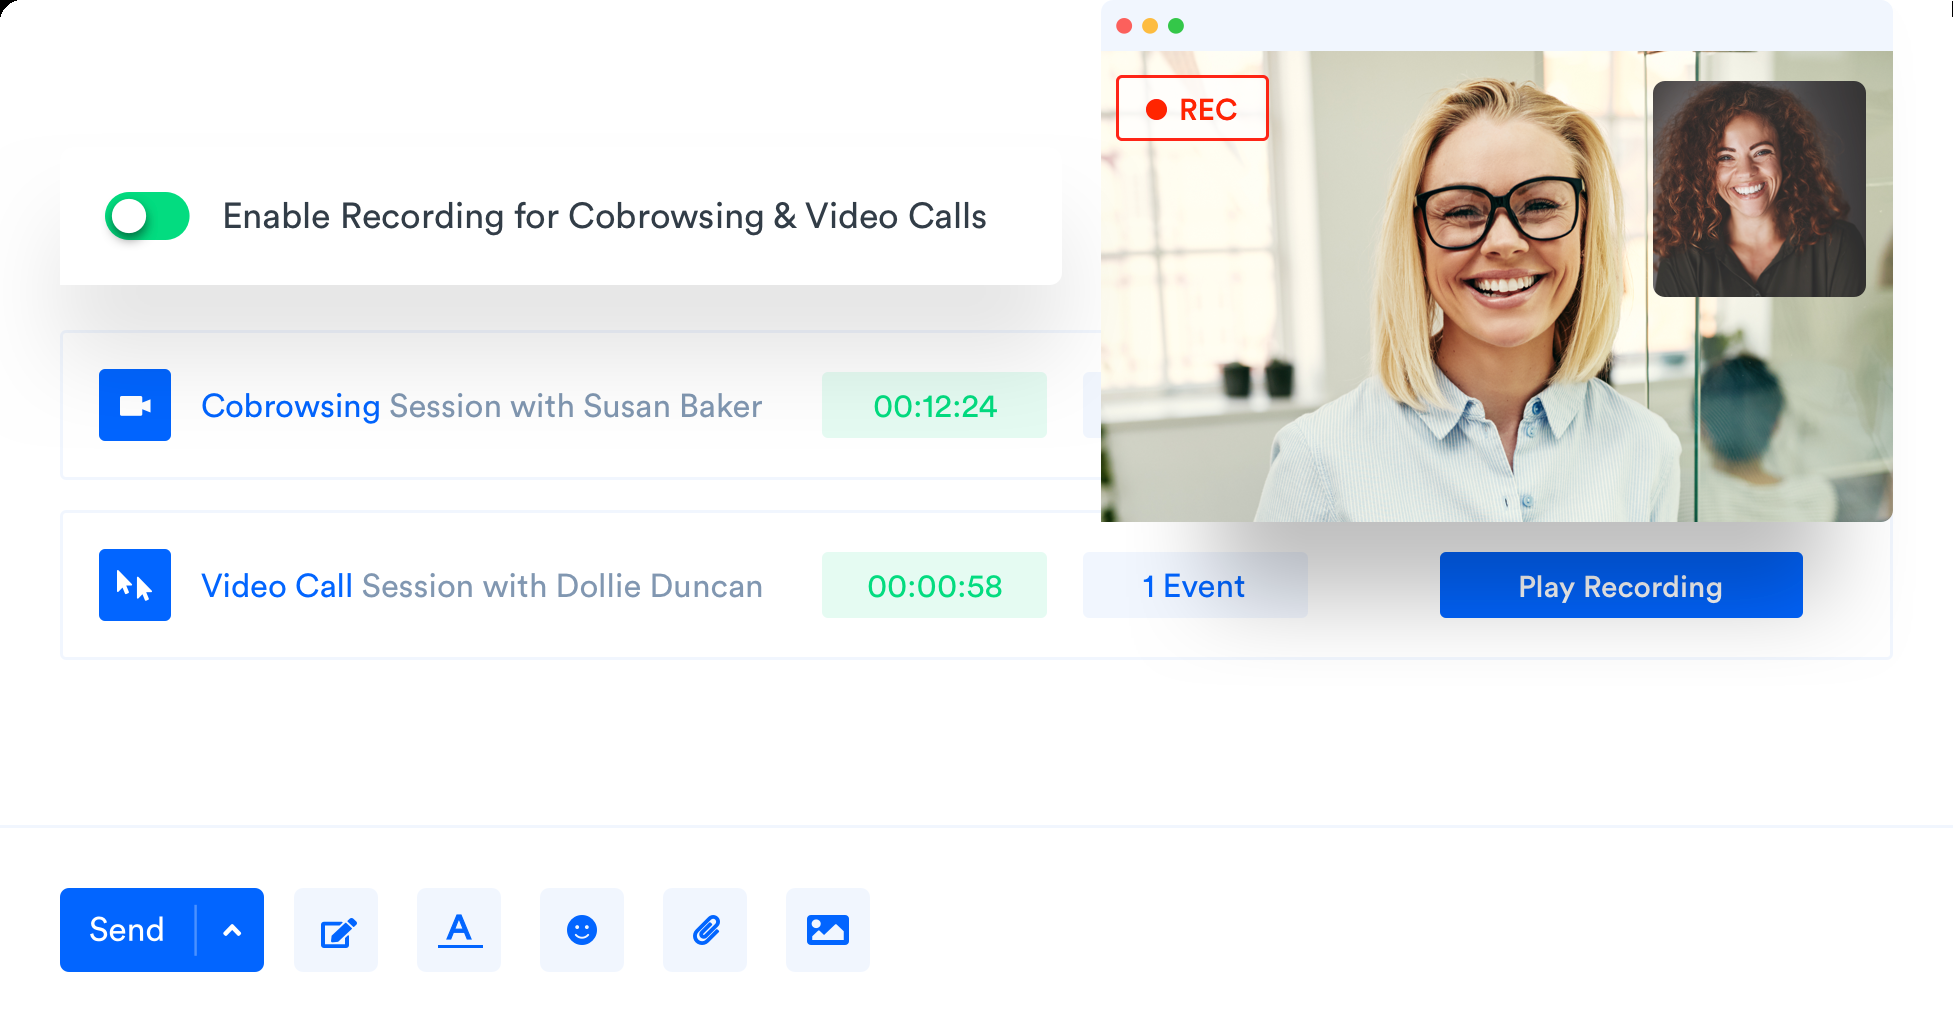 REC
Enable Recording for Cobrowsing & Video Calls
Cobrowsing Session with Susan Baker 00:12:24
Video Call Session with Dollie Duncan 00:00:58 1 Event Play Recording
Send A